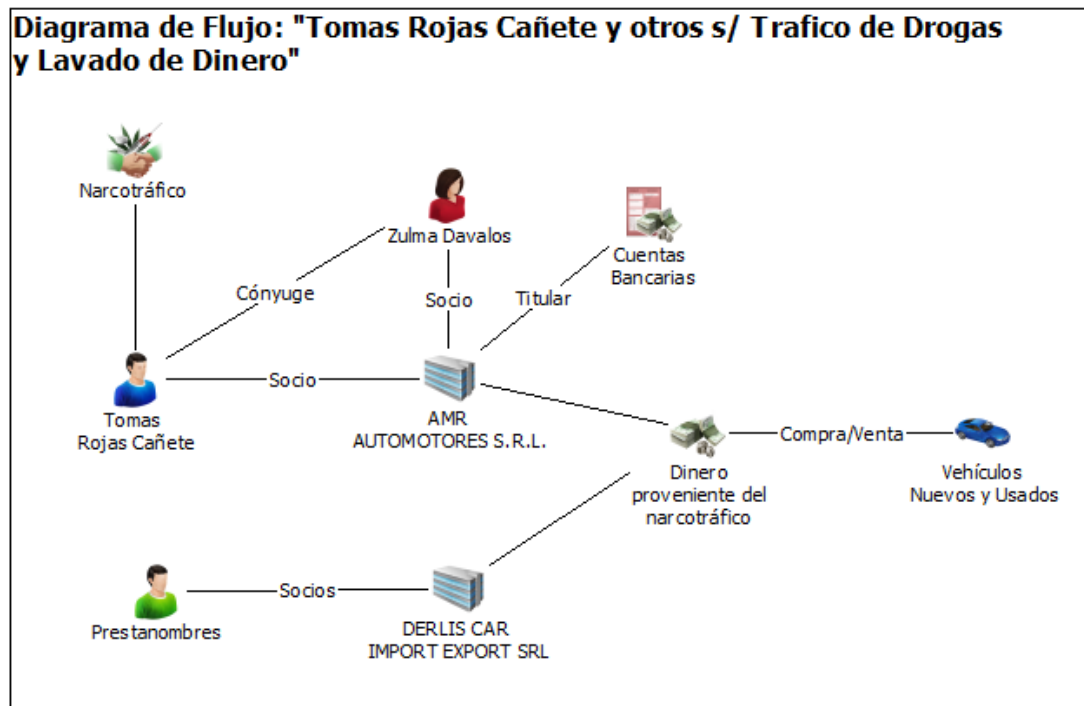 Diagrama de Flujo: "Tomas Rojas Cañete y otros s/ Trafico de Drogas
y Lavado de Dinero"
Narcotráfico
Zulma Davalos
Cuentas
Bancarias
Cónyuge
Socio
Titular
Tomas
Rojas Cañete
Socio
AMR
AUTOMOTORES S.R.L.
Dinero
proveniente del
narcotráfico
Compra/Venta
Vehículos
Nuevos y Usados
Prestanombres
Socios
DERLIS CAR
IMPORT EXPORT SRL